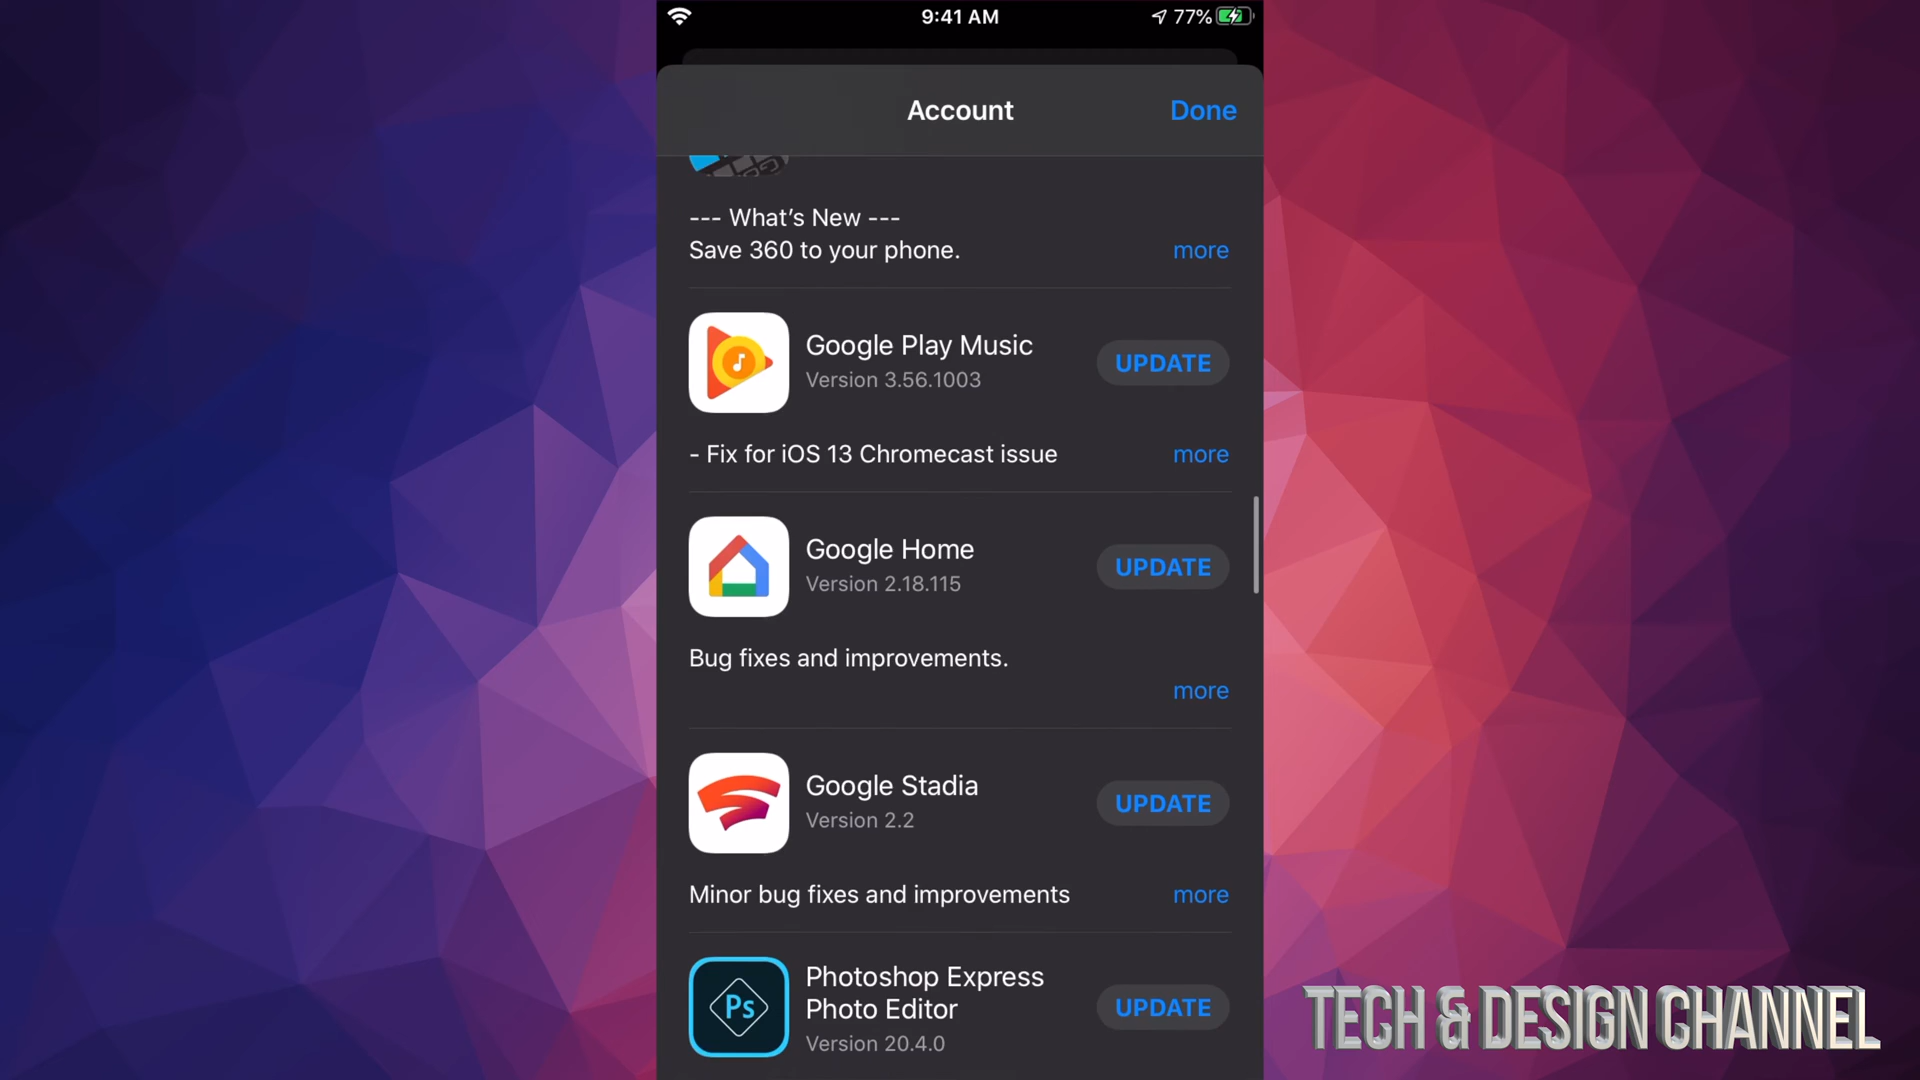 9:41 AM
77%
Account
Done
--- What's New ---
Save 360 to your phone.
more
Google Play Music
UPDATE
Version 3.56.1003
- Fix for iOS 13 Chromecast issue
more
Google Home
UPDATE
Version 2.18.115
Bug fixes and improvements.
more
Google Stadia
UPDATE
Version 2.2
Minor bug fixes and improvements
more
Ps
Photoshop Express
Photo Editor
UPDATE
Version 20.4.0
TECH & DESIGN CHANNEL